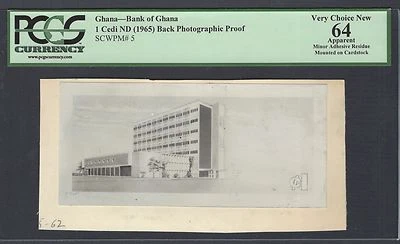 PCGS
CURRENCY
www.pcgscurrency.com
Ghana—Bank of Ghana
1 Cedi ND (1965) Back Photographic Proof
SCWPM# 5
Very Choice New
64
Apparent
Minor Adhesive Residue
Mounted on Cardstock